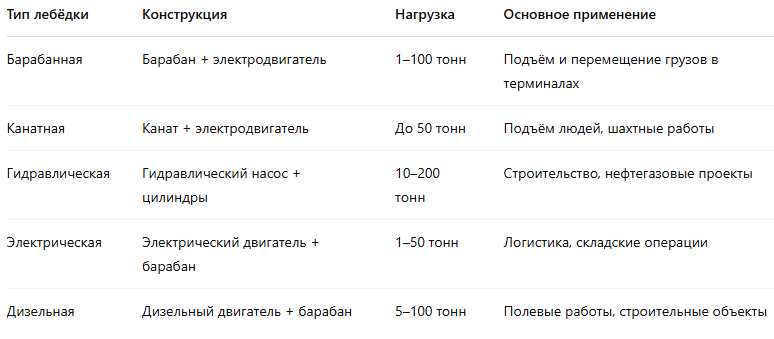 Тип лебёдки Конструкция Нагрузка Основное применение
Барабанная Барабан + электродвигатель 1–100 тонн Подъём и перемещение грузов в
терминалах
Канатная Канат + электродвигатель До 50 тонн Подъём людей, шахтные работы
Гидравлическая Гидравлический насос + 10–200 Строительство, нефтегазовые проекты
цилиндры тонн
Электрическая Электрический двигатель + 1–50 тонн Логистика, складские операции
барабан
Дизельная Дизельный двигатель + барабан 5–100 тонн Полевые работы, строительные объекты